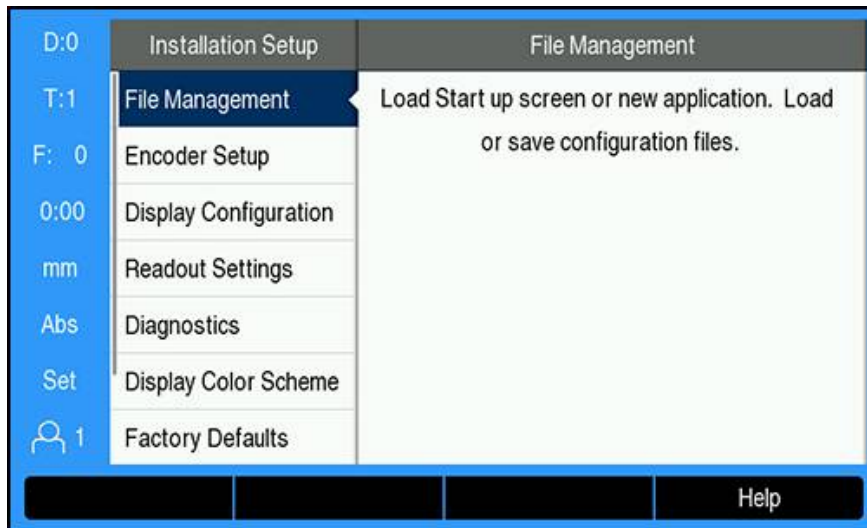 D:0
T:1
F: 0
0:00
mm
Abs
Set
1
Installation Setup
File Management
Encoder Setup
Display Configuration
Readout Settings
Diagnostics
Display Color Scheme
Factory Defaults
File Management
Load Start up screen or new application. Load
or save configuration files.
Help